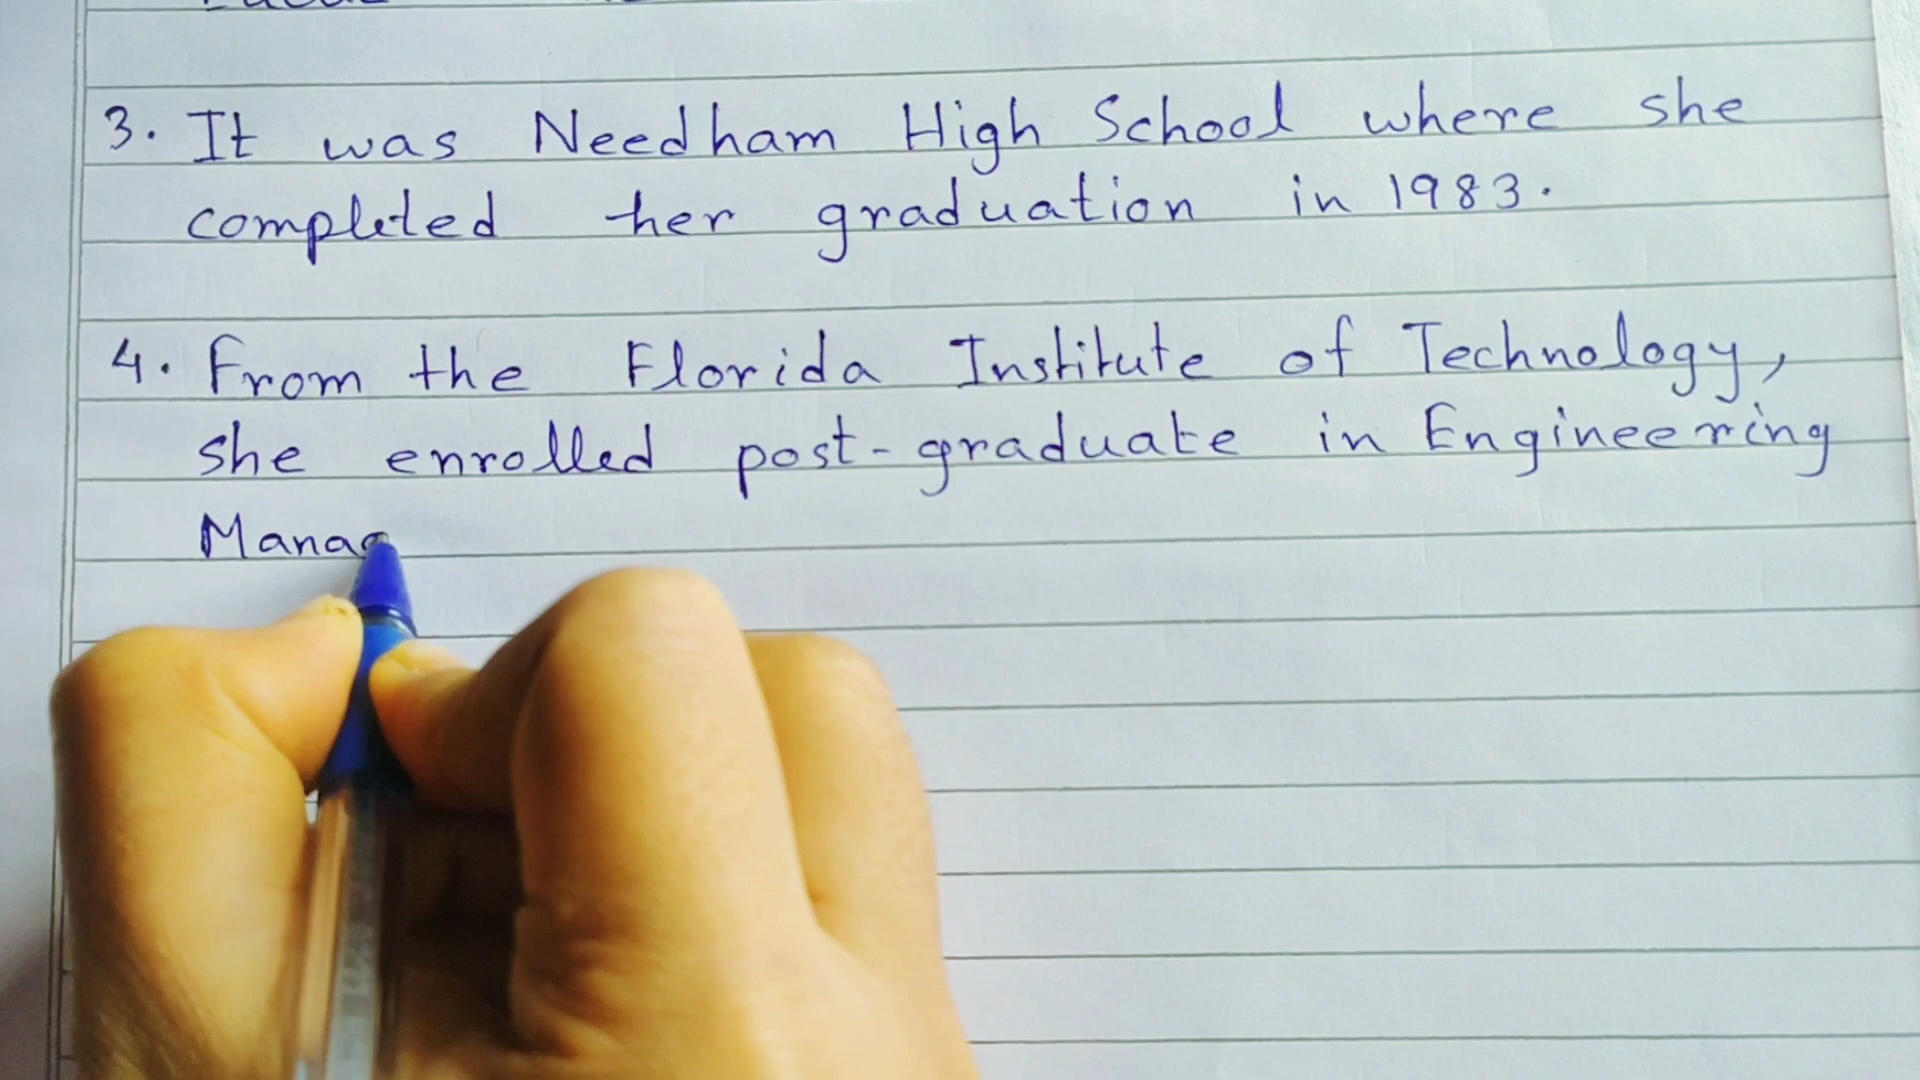 3. It was Needham High School where she
completed her graduation in 1983.
4. From the Florida Institute of Technology,
she enrolled post-graduate in Engineering
Manag